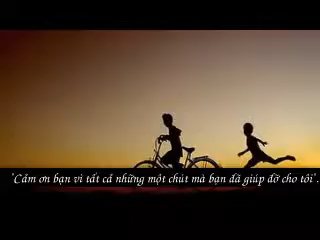 "Cảm ơn bạn vì tất cả những một chút mà bạn đã giúp đỡ cho tôi".